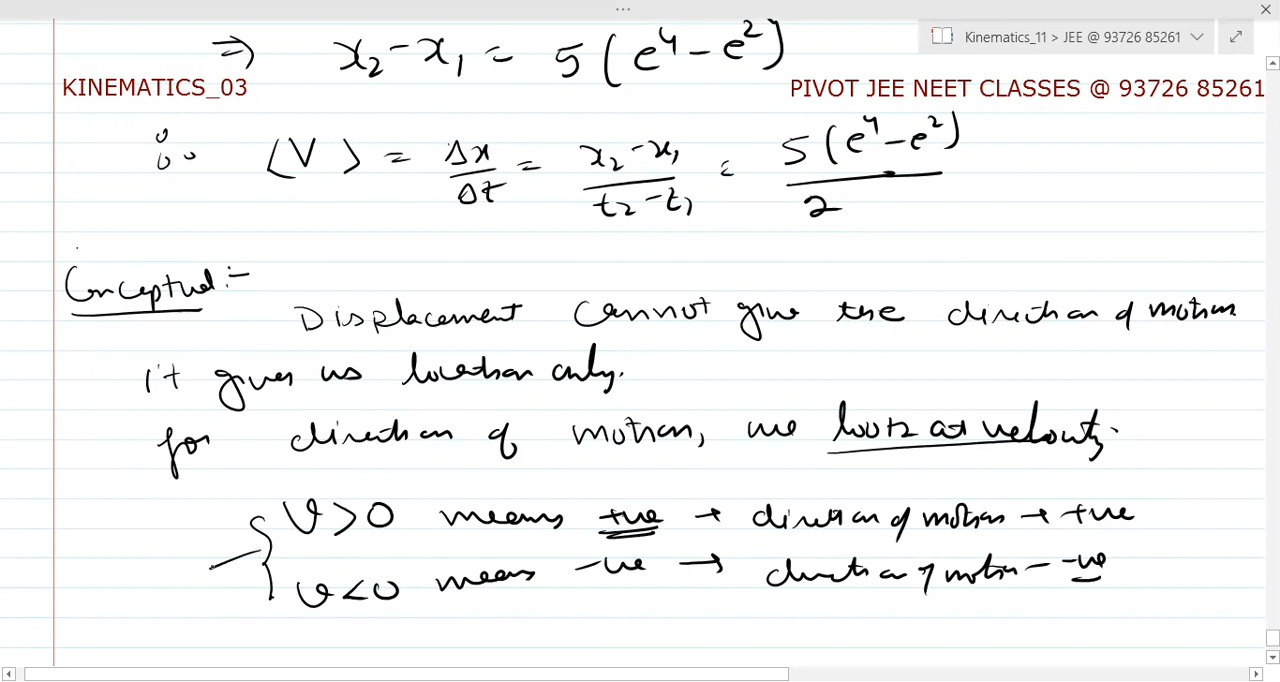 ...
Kinematics_11 > JEE @ 93726 85261
⇒ x₂ - x₁ = 5(e⁴ - e²)
KINEMATICS_03
PIVOT JEE NEET CLASSES @ 93726 85261
∴ ⟨V⟩ = Δx/Δt = (x₂ - x₁)/(t₂ - t₁) = 5(e⁴ - e²)/2
Conceptual :-
Displacement cannot give the direction of motion
it gives us location only.
for direction of motion, we look at velocity.
v > 0 means +ve → direction of motion → +ve
v < 0 means -ve → direction of motion - -ve